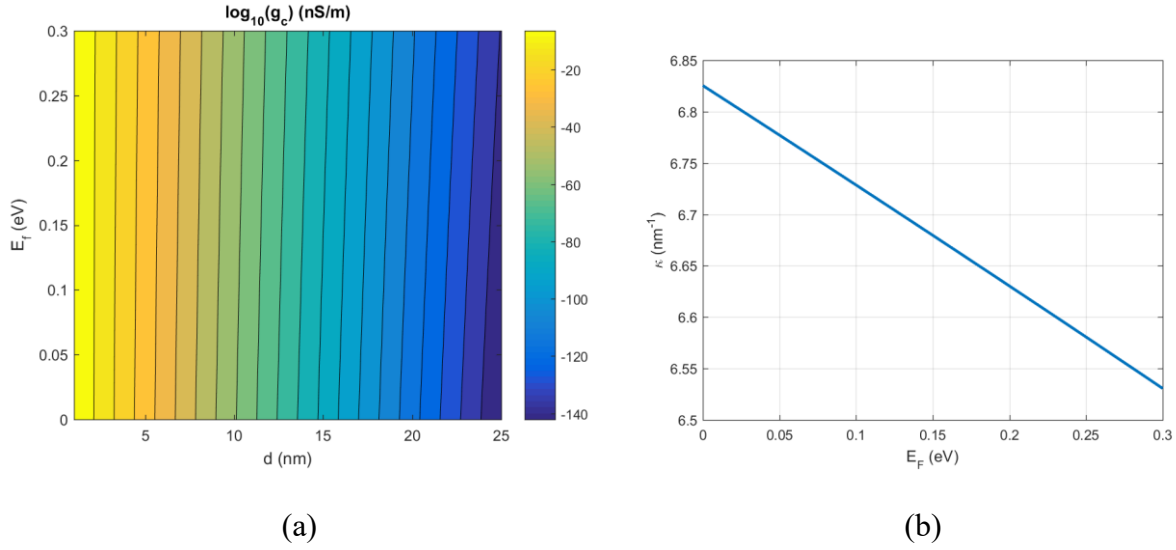 log10(gc) (nS/m)
0.3
0.25
0.2
0.15
0.1
0.05
0
Ef (eV)
5 10 15 20 25
d (nm)
-20
-40
-60
-80
-100
-120
-140
6.85
6.8
6.75
6.7
6.65
6.6
6.55
6.5
κ (nm-1)
0 0.05 0.1 0.15 0.2 0.25 0.3
EF (eV)
(a) (b)